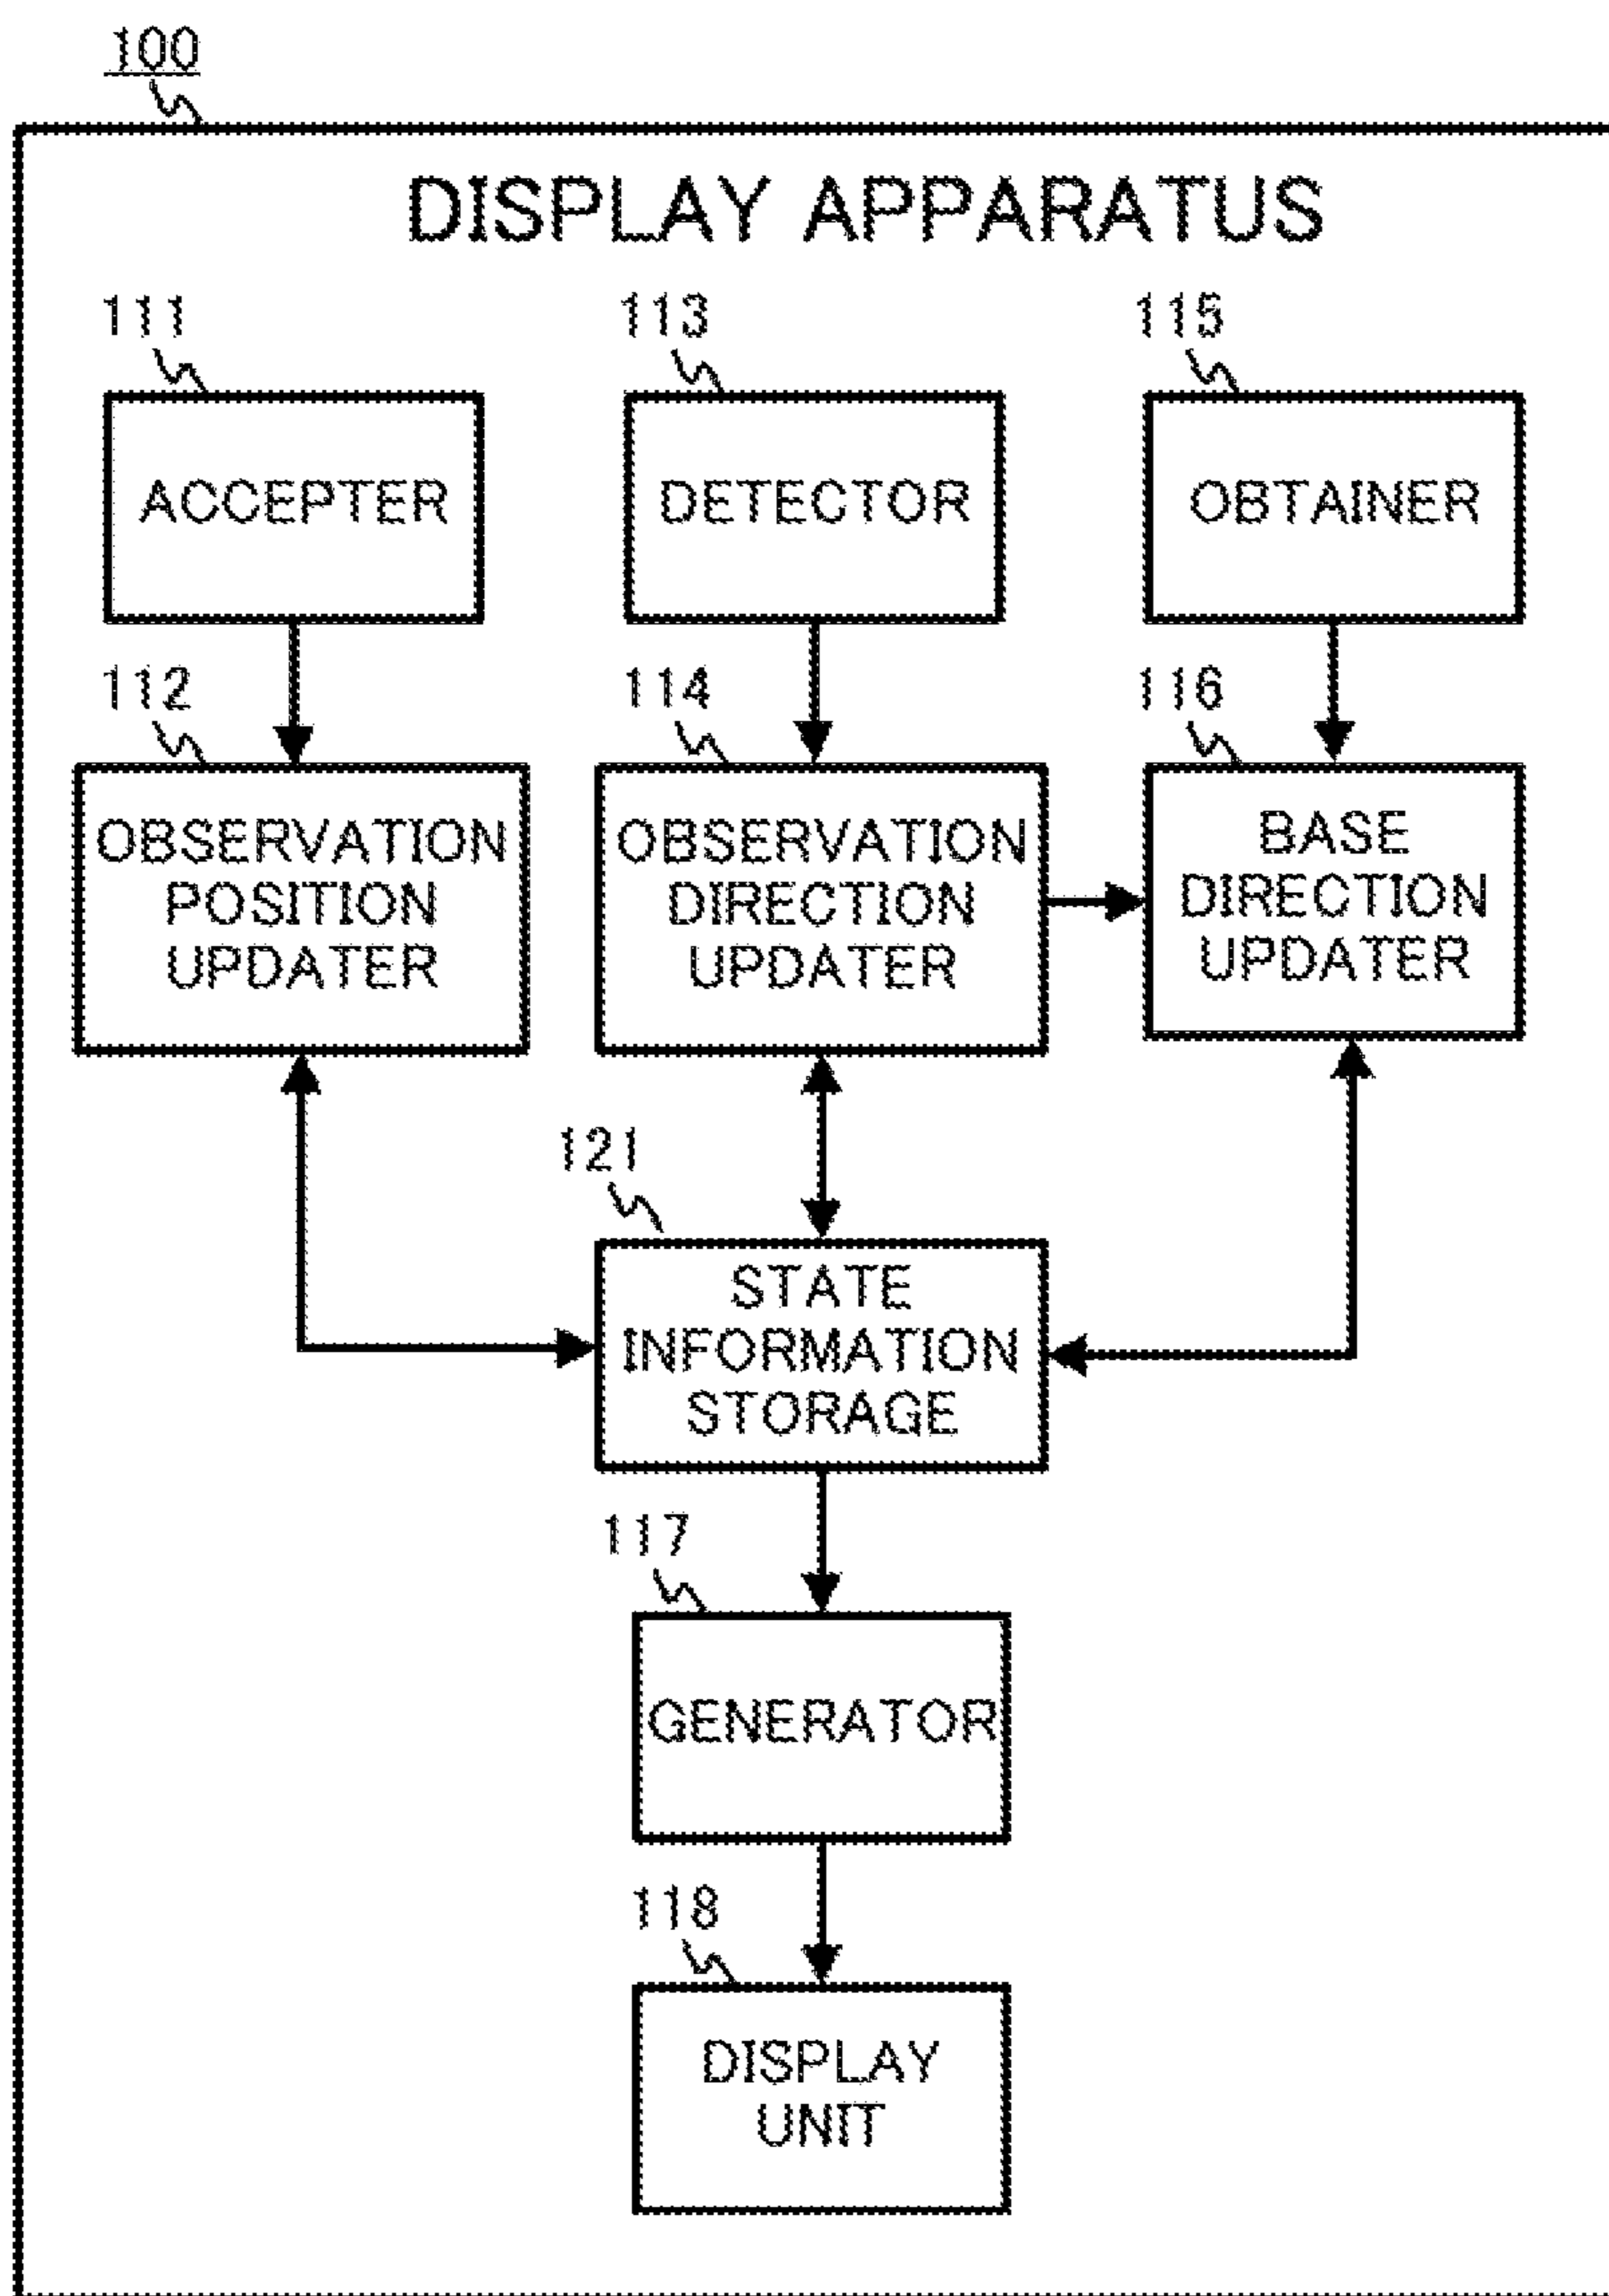 100
DISPLAY APPARATUS
111
113
115
ACCEPTER
DETECTOR
OBTAINER
112
114
116
OBSERVATION
POSITION
UPDATER
OBSERVATION
DIRECTION
UPDATER
BASE
DIRECTION
UPDATER
121
STATE
INFORMATION
STORAGE
117
GENERATOR
118
DISPLAY
UNIT